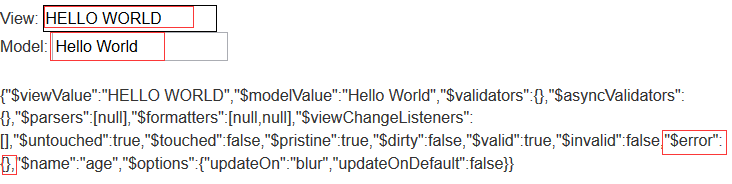 View: HELLO WORLD
Model: Hello World
{"$viewValue":"HELLO WORLD","$modelValue":"Hello World","$validators":{},"$asyncValidators":
{},"$parsers":[null],"$formatters":[null,null],"$viewChangeListeners":
[],"$untouched":true,"$touched":false,"$pristine":true,"$dirty":false,"$valid":true,"$invalid":false,"$error":
{},"$name":"age","$options":{"updateOn":"blur","updateOnDefault":false}}